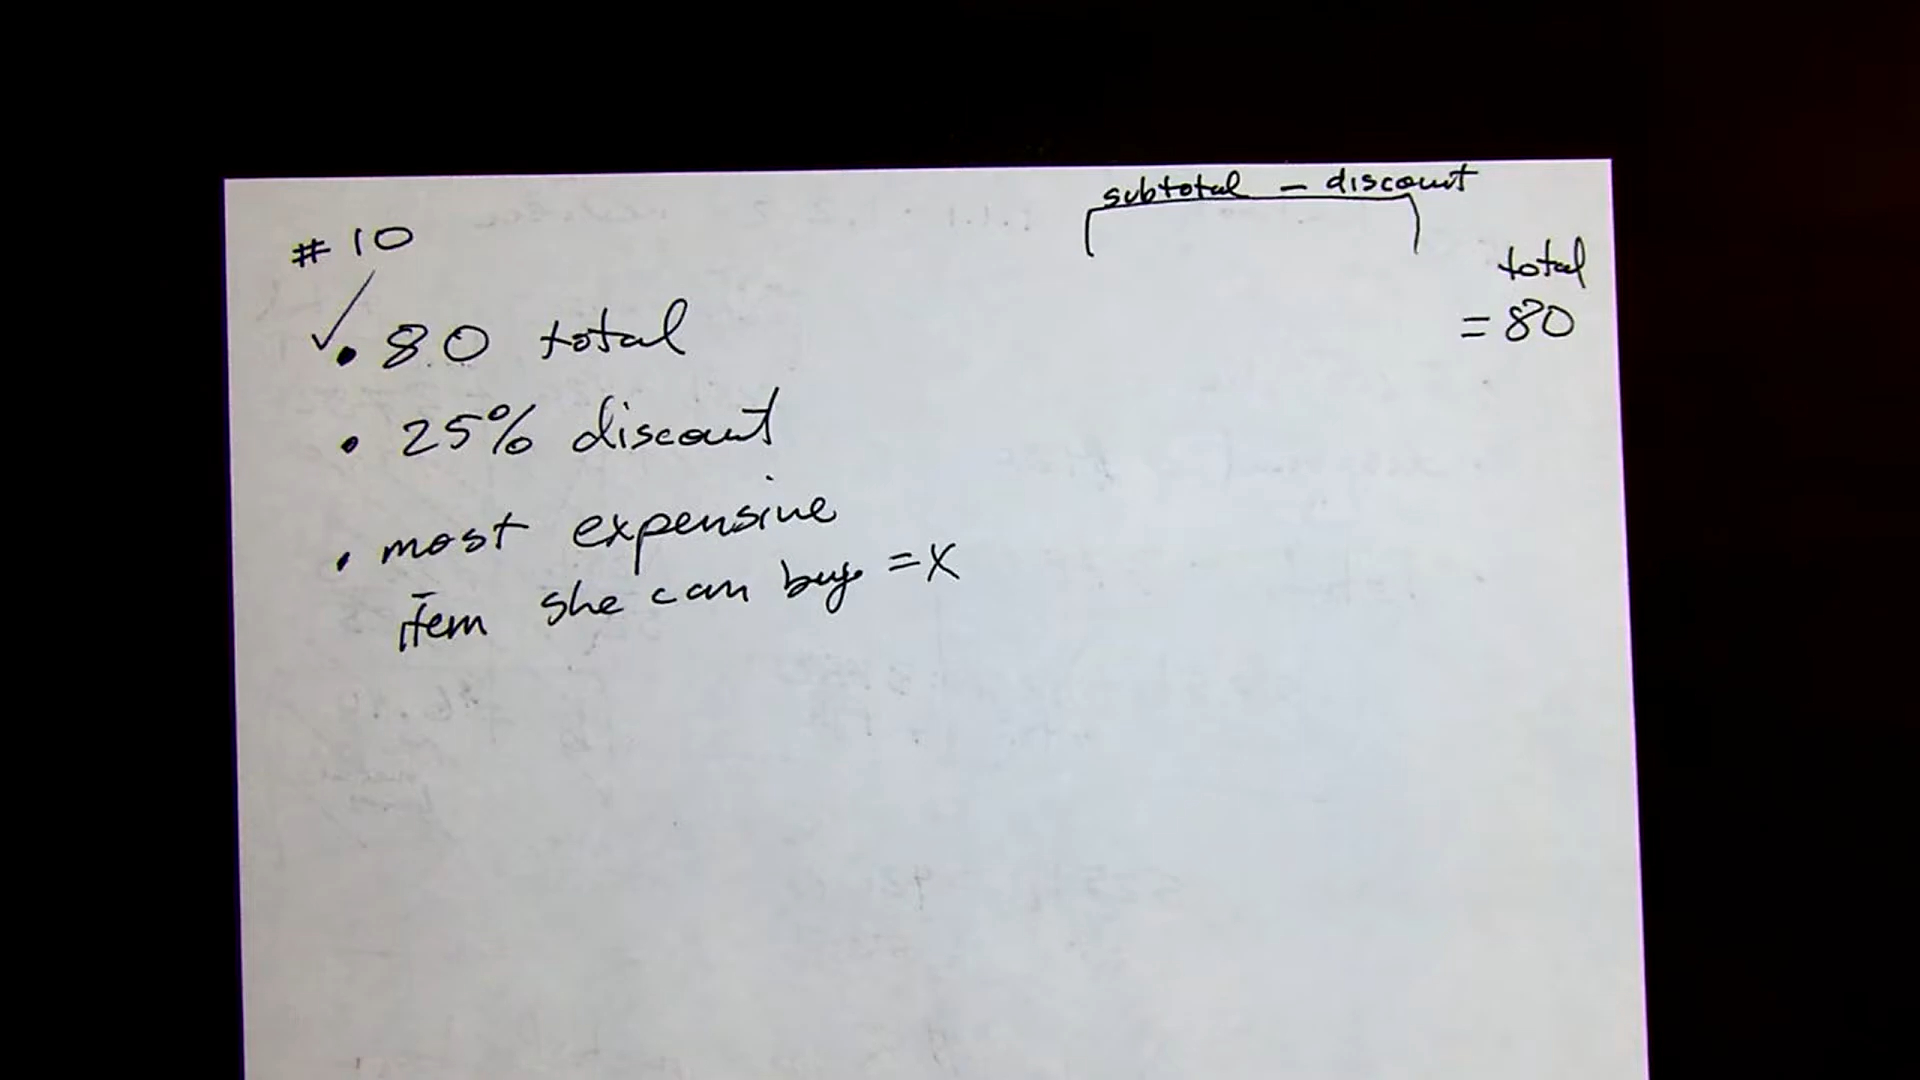 #10
• 80 total
• 25% discount
• most expensive
item she can buy = x
subtotal - discount
total
= 80